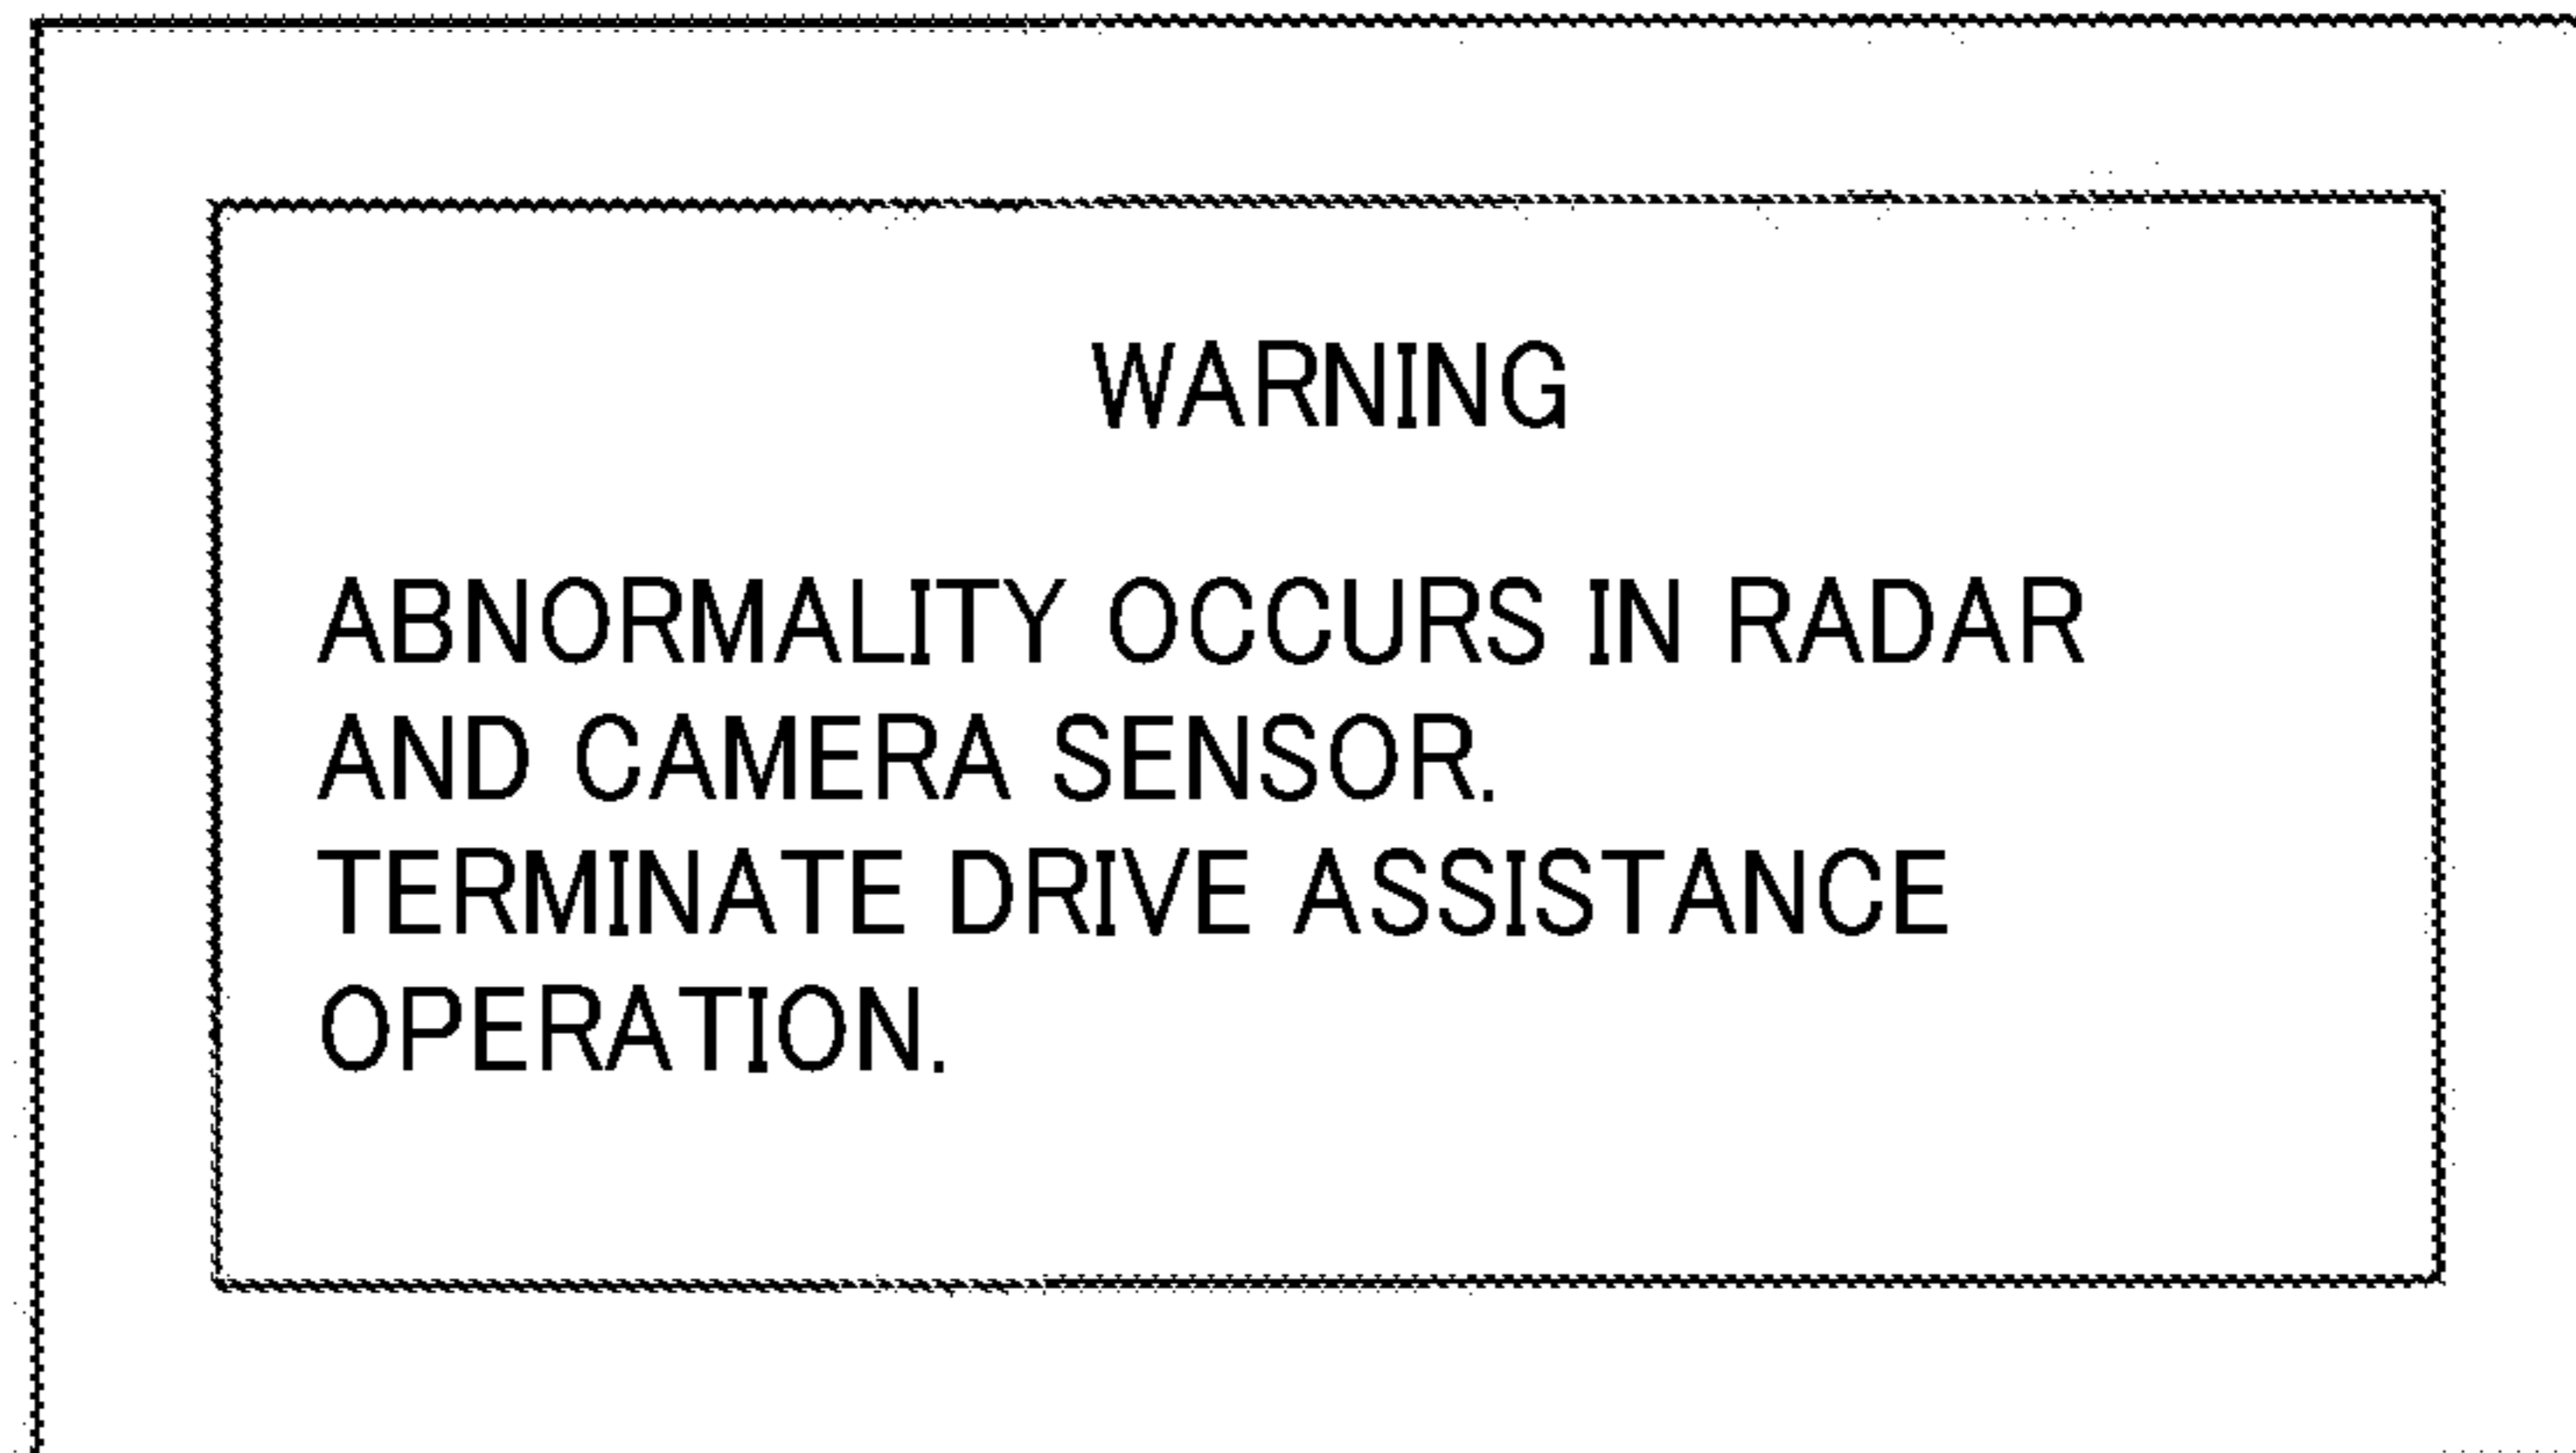 WARNING
ABNORMALITY OCCURS IN RADAR
AND CAMERA SENSOR.
TERMINATE DRIVE ASSISTANCE
OPERATION.